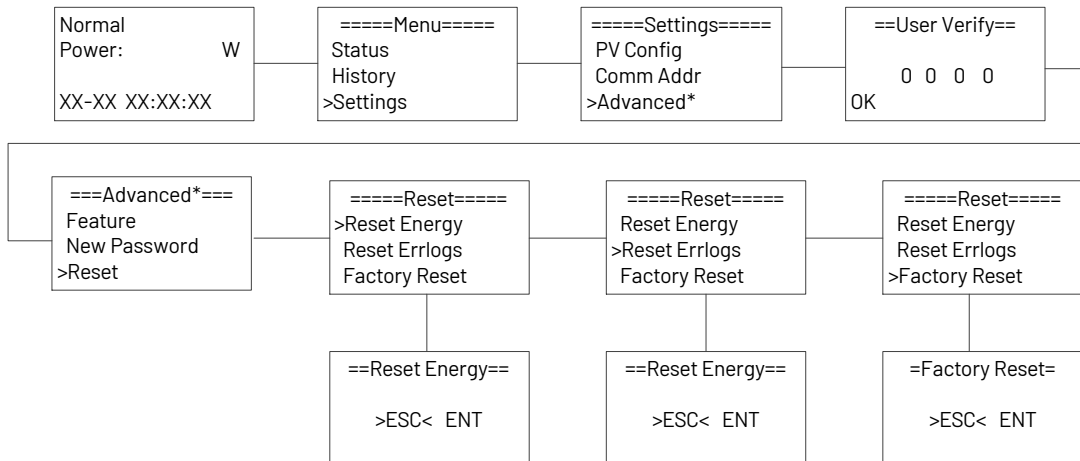 Normal
Power: W
XX-XX XX:XX:XX
=====Menu=====
Status
History
>Settings
=====Settings=====
PV Config
Comm Addr
>Advanced*
==User Verify==
0 0 0 0
OK
===Advanced*===
Feature
New Password
>Reset
=====Reset=====
>Reset Energy
Reset Errlogs
Factory Reset
=====Reset=====
Reset Energy
>Reset Errlogs
Factory Reset
=====Reset=====
Reset Energy
Reset Errlogs
>Factory Reset
==Reset Energy==
>ESC< ENT
==Reset Energy==
>ESC< ENT
=Factory Reset=
>ESC< ENT